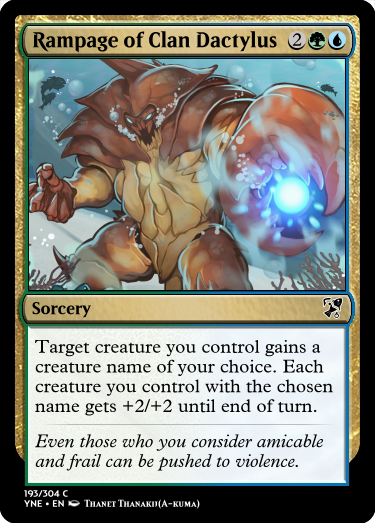 Rampage of Clan Dactylus 2
Sorcery
Target creature you control gains a
creature name of your choice. Each
creature you control with the chosen
name gets +2/+2 until end of turn.
Even those who you consider amicable
and frail can be pushed to violence.
193/304 C
YNE • EN Thanet Thanakij(A-kuma)